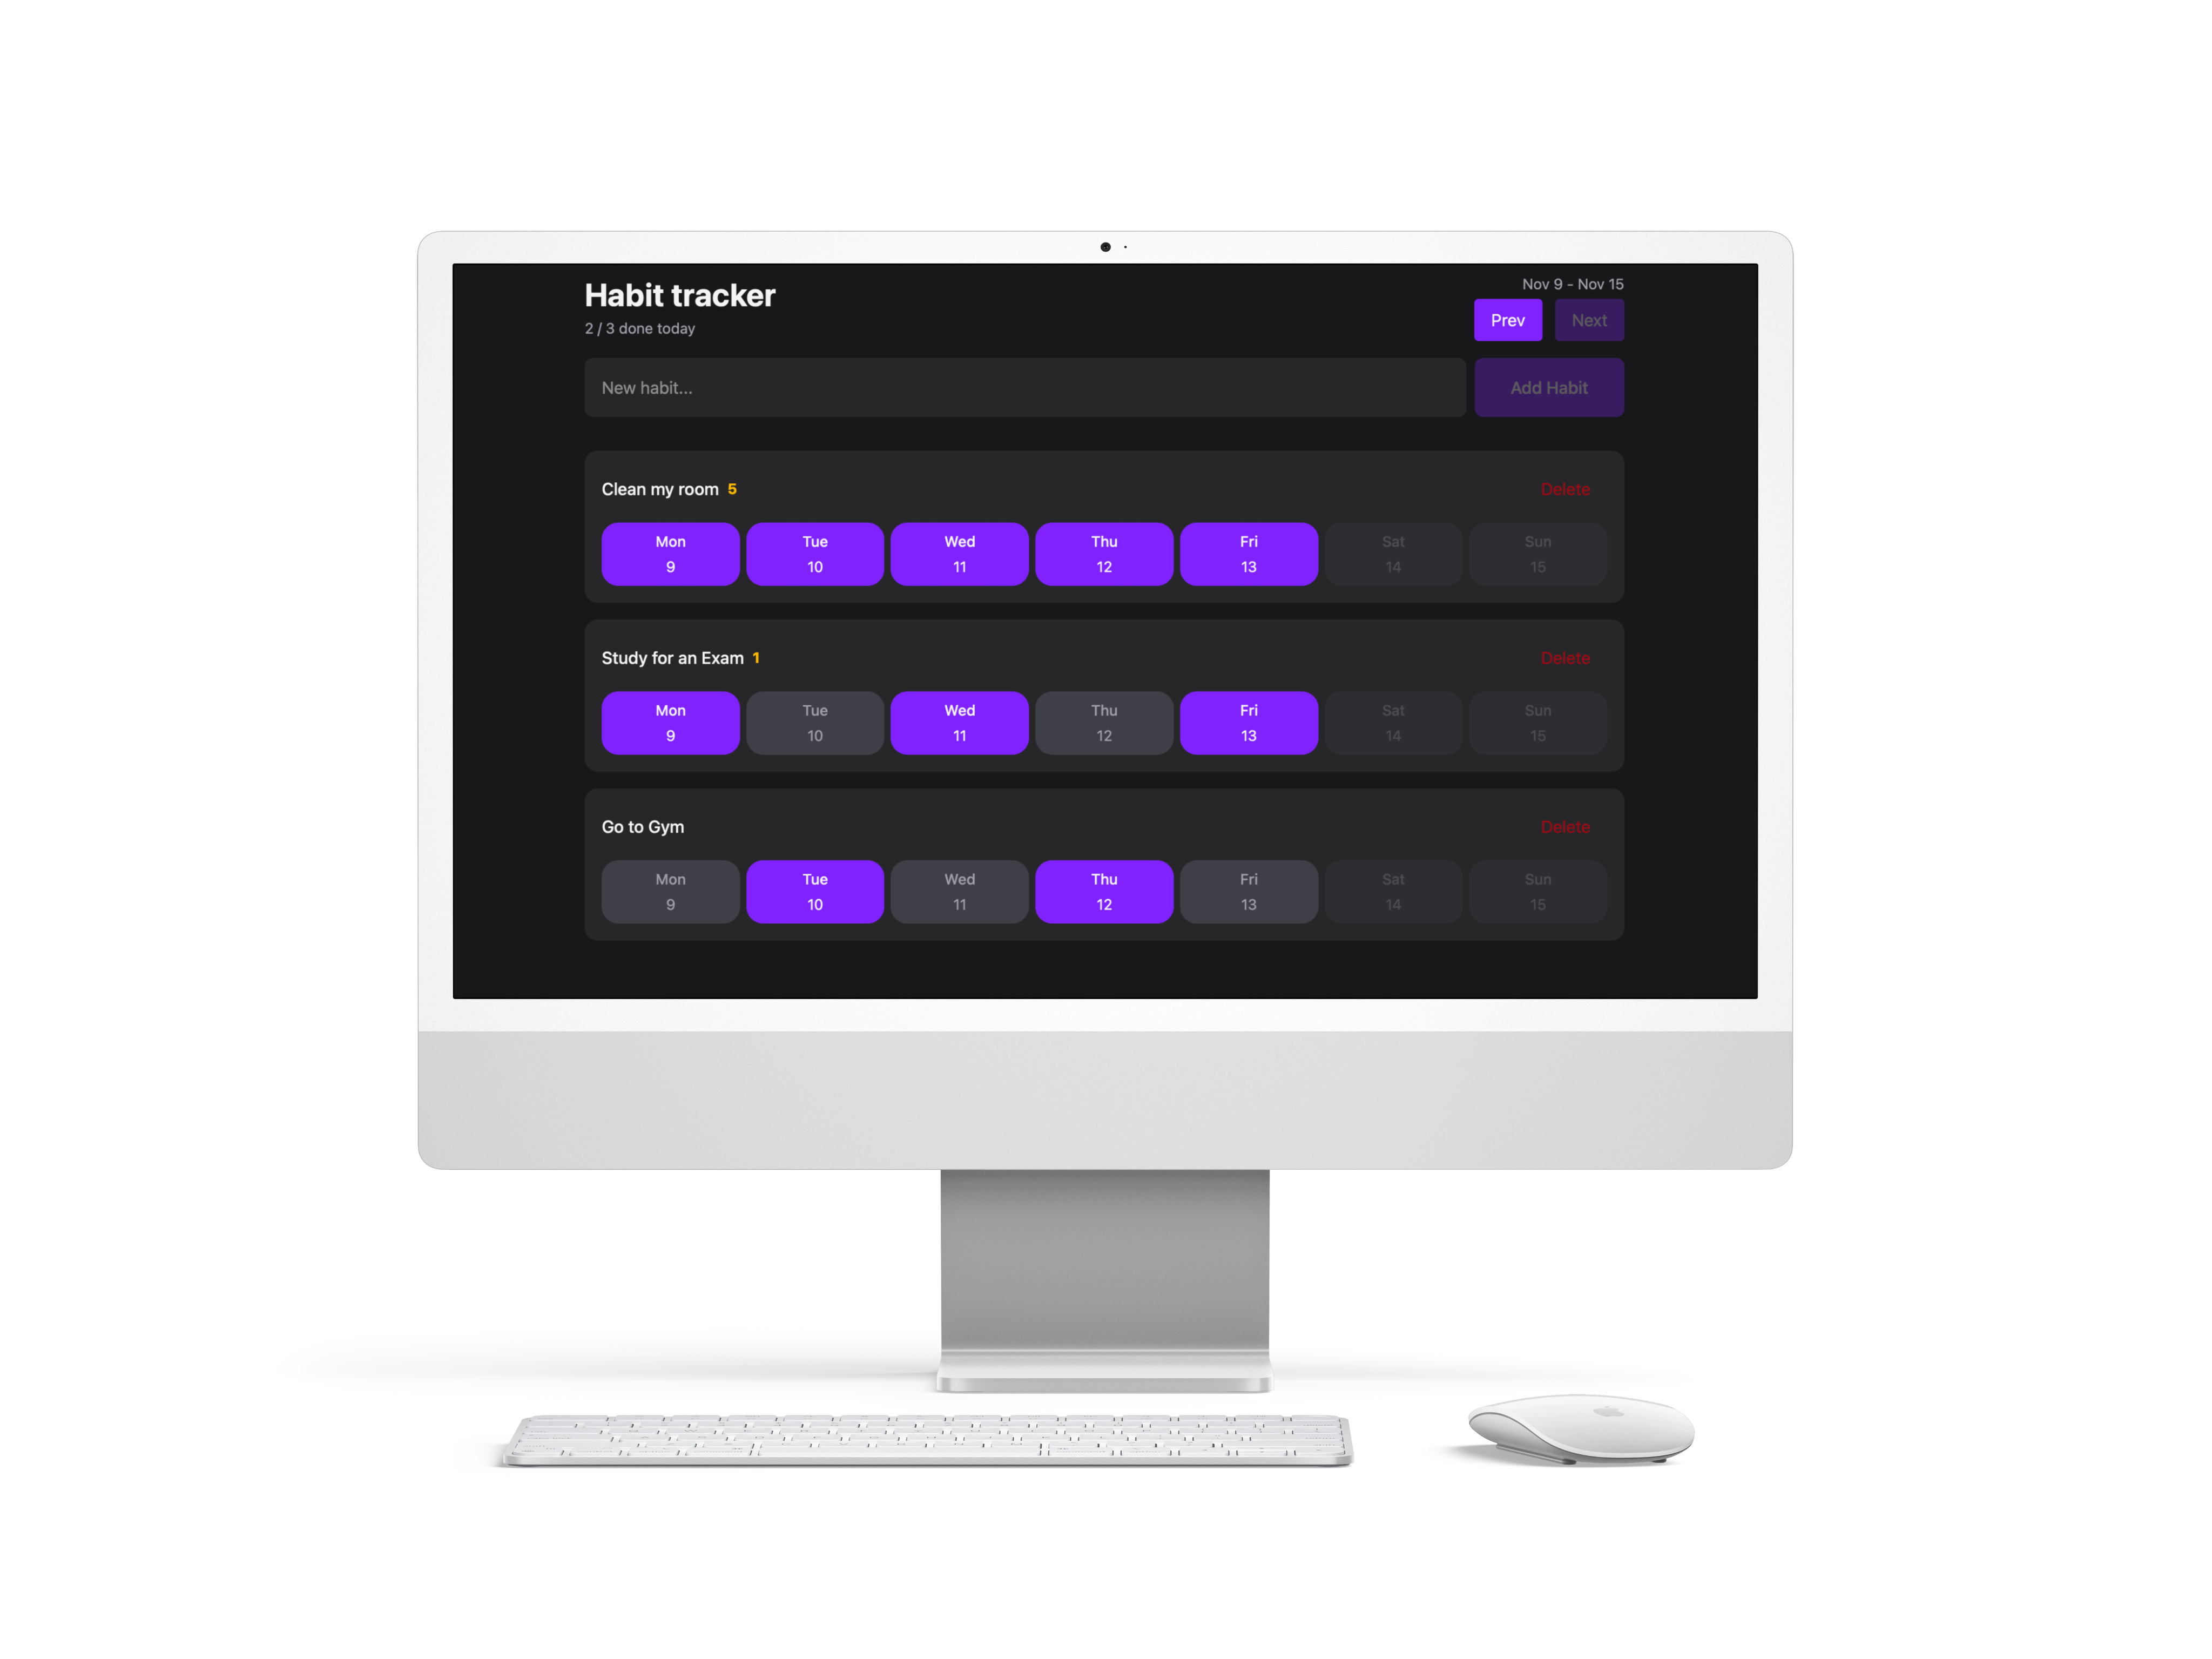 Habit tracker
2 / 3 done today
Nov 9 - Nov 15
Prev Next
New habit...
Add Habit
Clean my room 5
Delete
Mon Tue Wed Thu Fri Sat Sun
9 10 11 12 13 14 15
Study for an Exam 1
Delete
Mon Tue Wed Thu Fri Sat Sun
9 10 11 12 13 14 15
Go to Gym
Delete
Mon Tue Wed Thu Fri Sat Sun
9 10 11 12 13 14 15